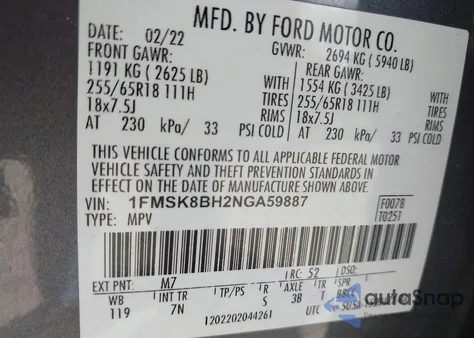 MFD. BY FORD MOTOR CO.
DATE: 02/22 GVWR: 2694 KG ( 5940 LB)
FRONT GAWR: REAR GAWR:
1191 KG ( 2625 LB) WITH 1554 KG ( 3425 LB) WITH
255/65R18 111H TIRES 255/65R18 111H TIRES
18x7.5J RIMS 18x7.5J RIMS
AT 230 kPa/ 33 PSI COLD AT 230 kPa/ 33 PSI COLD
THIS VEHICLE CONFORMS TO ALL APPLICABLE FEDERAL MOTOR
VEHICLE SAFETY AND THEFT PREVENTION STANDARDS IN
EFFECT ON THE DATE OF MANUFACTURE SHOWN ABOVE.
VIN: 1FMSK8BH2NGA59887 F0078
TYPE: MPV T0251
EXT PNT: M7 RC: 52 DSO:
WB INT TR TP/PS R AXLE TR SPR
119 7N S 3B T
1202202044261 UTC
autoSnap